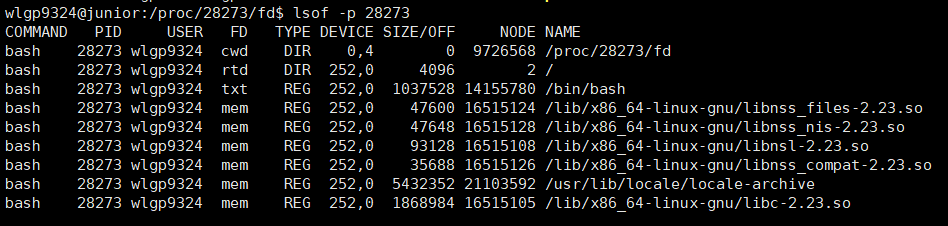 wlgp9324@junior:/proc/28273/fd$ lsof -p 28273
COMMAND   PID     USER   FD   TYPE DEVICE SIZE/OFF     NODE NAME
bash    28273 wlgp9324  cwd    DIR    0,4        0  9726568 /proc/28273/fd
bash    28273 wlgp9324  rtd    DIR  252,0     4096        2 /
bash    28273 wlgp9324  txt    REG  252,0  1037528 14155780 /bin/bash
bash    28273 wlgp9324  mem    REG  252,0    47600 16515124 /lib/x86_64-linux-gnu/libnss_files-2.23.so
bash    28273 wlgp9324  mem    REG  252,0    47648 16515128 /lib/x86_64-linux-gnu/libnss_nis-2.23.so
bash    28273 wlgp9324  mem    REG  252,0    93128 16515108 /lib/x86_64-linux-gnu/libnsl-2.23.so
bash    28273 wlgp9324  mem    REG  252,0    35688 16515126 /lib/x86_64-linux-gnu/libnss_compat-2.23.so
bash    28273 wlgp9324  mem    REG  252,0  5432352 21103592 /usr/lib/locale/locale-archive
bash    28273 wlgp9324  mem    REG  252,0  1868984 16515105 /lib/x86_64-linux-gnu/libc-2.23.so